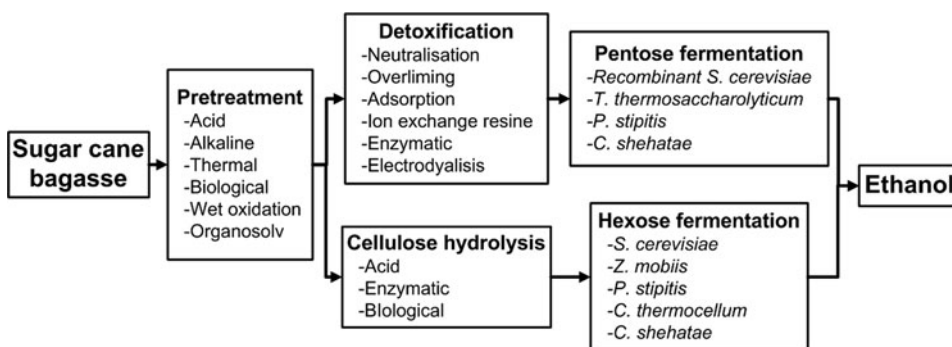 Sugar cane
bagasse
Pretreatment
-Acid
-Alkaline
-Thermal
-Biological
-Wet oxidation
-Organosolv
Detoxification
-Neutralisation
-Overliming
-Adsorption
-Ion exchange resine
-Enzymatic
-Electrodyalisis
Pentose fermentation
-Recombinant S. cerevisiae
-T. thermosaccharolyticum
-P. stipitis
-C. shehatae
Cellulose hydrolysis
-Acid
-Enzymatic
-BIological
Hexose fermentation
-S. cerevisiae
-Z. mobiis
-P. stipitis
-C. thermocellum
-C. shehatae
Ethanol